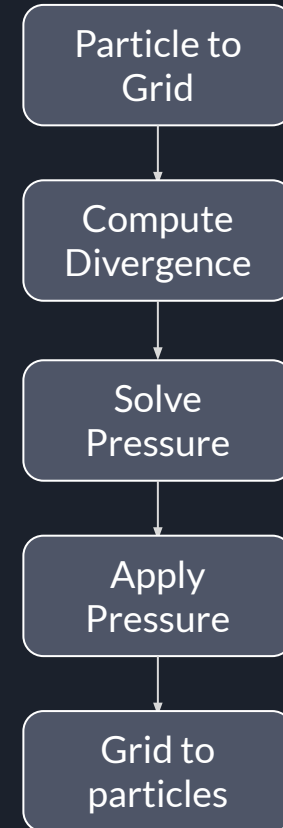 Particle to
Grid
Compute
Divergence
Solve
Pressure
Apply
Pressure
Grid to
particles